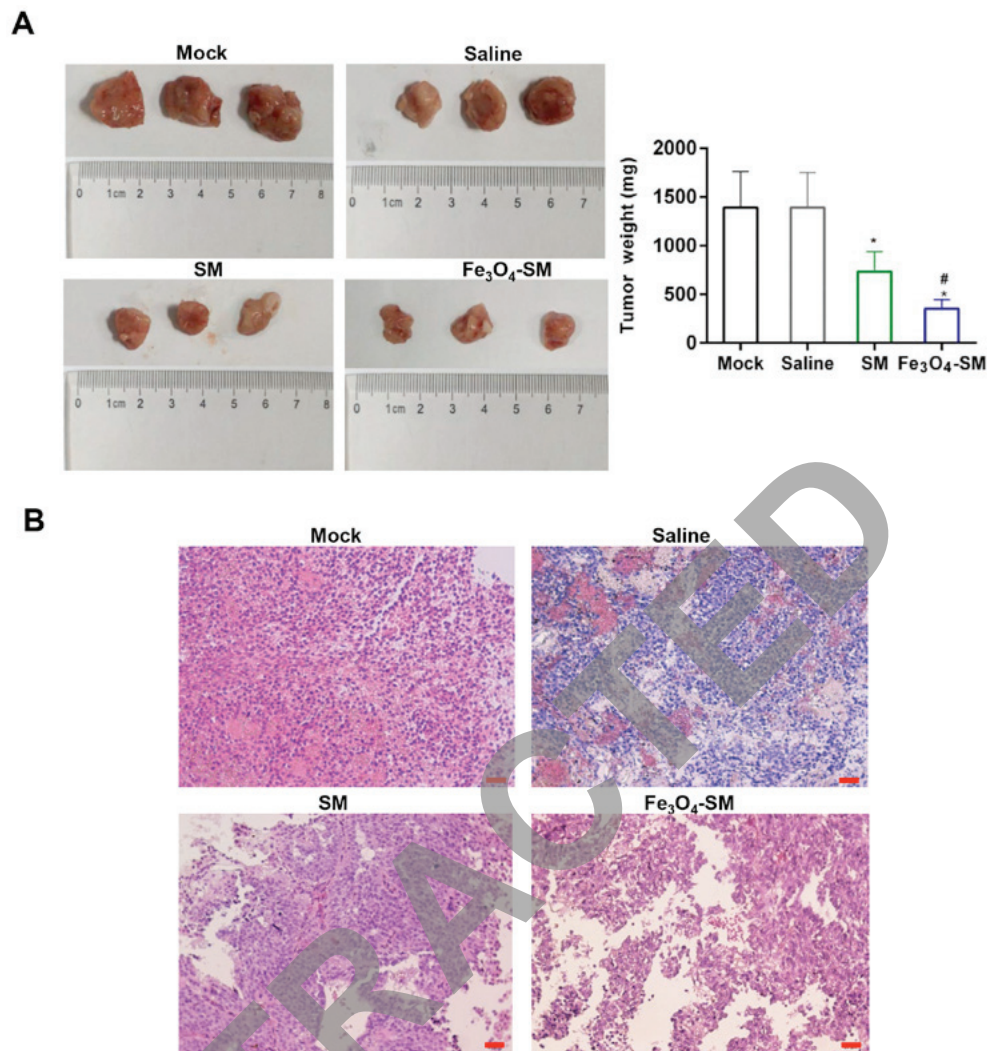 A
Mock
Saline
0 1cm 2 3 4 5 6 7 8
0 1cm 2 3 4 5 6 7
SM
Fe₃O₄-SM
0 1cm 2 3 4 5 6 7 8
0 1cm 2 3 4 5 6 7
Tumor weight (mg)
2000
1500
1000
500
0
*
#
*
Mock Saline SM Fe₃O₄-SM
B
Mock
Saline
SM
Fe₃O₄-SM
TRACTED